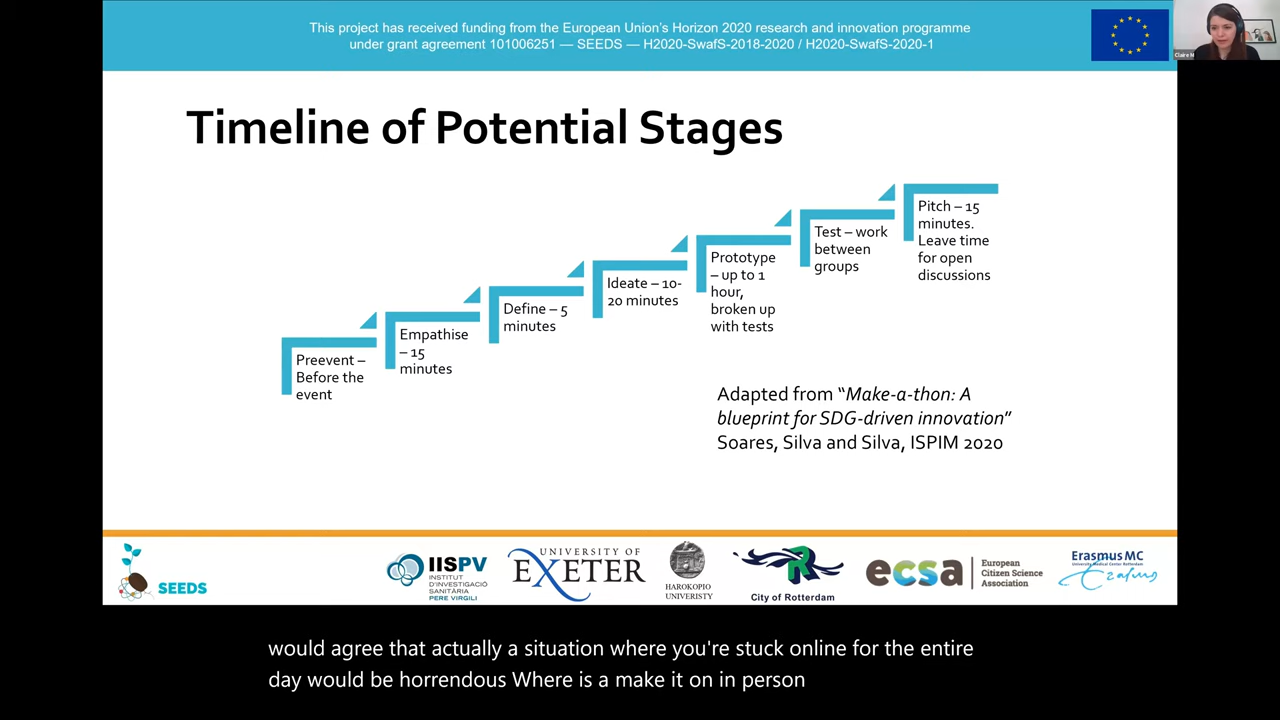 This project has received funding from the European Union's Horizon 2020 research and innovation programme
under grant agreement 101006251 — SEEDS — H2020-SwafS-2018-2020 / H2020-SwafS-2020-1
Claire M
Timeline of Potential Stages
Preevent –
Before the
event
Empathise
– 15
minutes
Define – 5
minutes
Ideate – 10-
20 minutes
Prototype
– up to 1
hour,
broken up
with tests
Test – work
between
groups
Pitch – 15
minutes.
Leave time
for open
discussions
Adapted from "Make-a-thon: A
blueprint for SDG-driven innovation"
Soares, Silva and Silva, ISPIM 2020
SEEDS
IISPV
INSTITUT
D'INVESTIGACIÓ
SANITÀRIA
PERE VIRGILI
UNIVERSITY OF
EXETER
HAROKOPIO
UNIVERISTY
R
City of Rotterdam
ecsa
European
Citizen Science
Association
Erasmus MC
University Medical Center Rotterdam
Erasmus
would agree that actually a situation where you're stuck online for the entire
day would be horrendous Where is a make it on in person